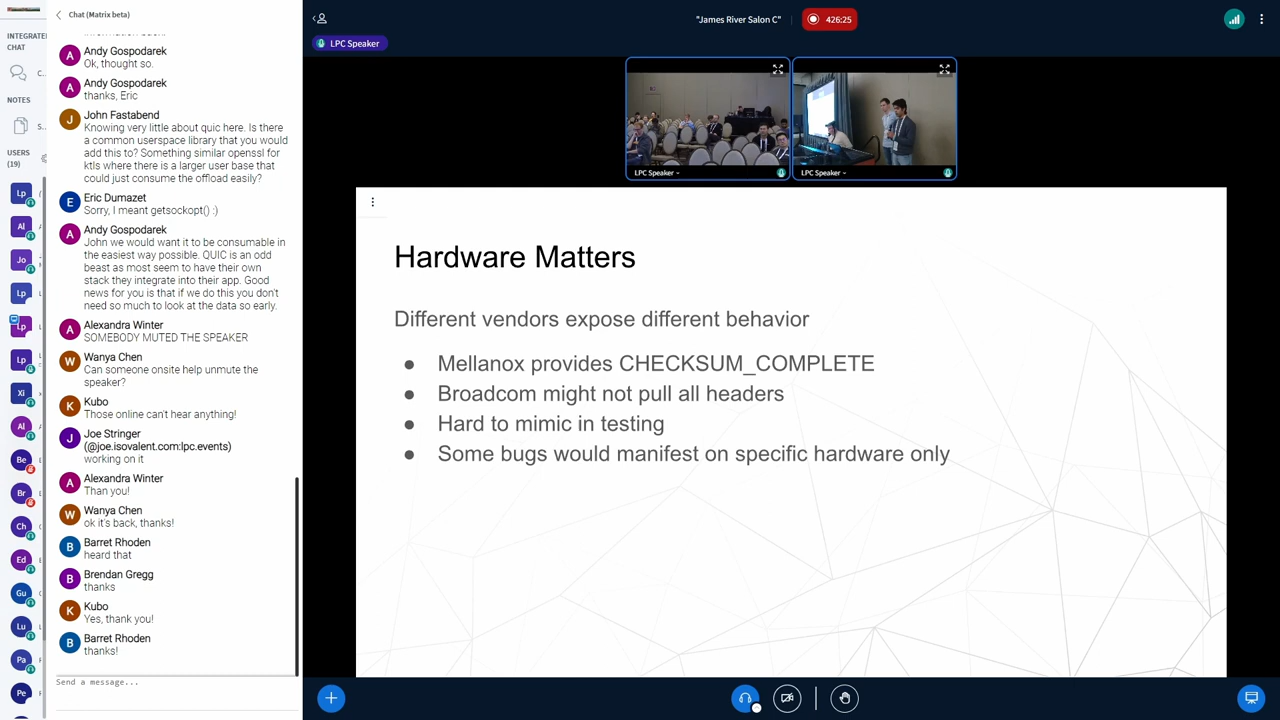 Chat (Matrix beta)
INTEGRATE
CHAT
NOTES
USERS
(19)
Andy Gospodarek
Ok, thought so.
Andy Gospodarek
thanks, Eric
John Fastabend
Knowing very little about quic here. Is there
a common userspace library that you would
add this to? Something similar openssl for
ktls where there is a larger user base that
could just consume the offload easily?
Eric Dumazet
Sorry, I meant getsockopt() :)
Andy Gospodarek
John we would want it to be consumable in
the easiest way possible. QUIC is an odd
beast as most seem to have their own
stack they integrate into their app. Good
news for you is that if we do this you don't
need so much to look at the data so early.
Alexandra Winter
SOMEBODY MUTED THE SPEAKER
Wanya Chen
Can someone onsite help unmute the
speaker?
Kubo
Those online can't hear anything!
Joe Stringer
(@joe.isovalent.com:lpc.events)
working on it
Alexandra Winter
Than you!
Wanya Chen
ok it's back, thanks!
Barret Rhoden
heard that
Brendan Gregg
thanks
Kubo
Yes, thank you!
Barret Rhoden
thanks!
Send a message...
"James River Salon C"
426:25
LPC Speaker
LPC Speaker
LPC Speaker
Hardware Matters
Different vendors expose different behavior
● Mellanox provides CHECKSUM_COMPLETE
● Broadcom might not pull all headers
● Hard to mimic in testing
● Some bugs would manifest on specific hardware only